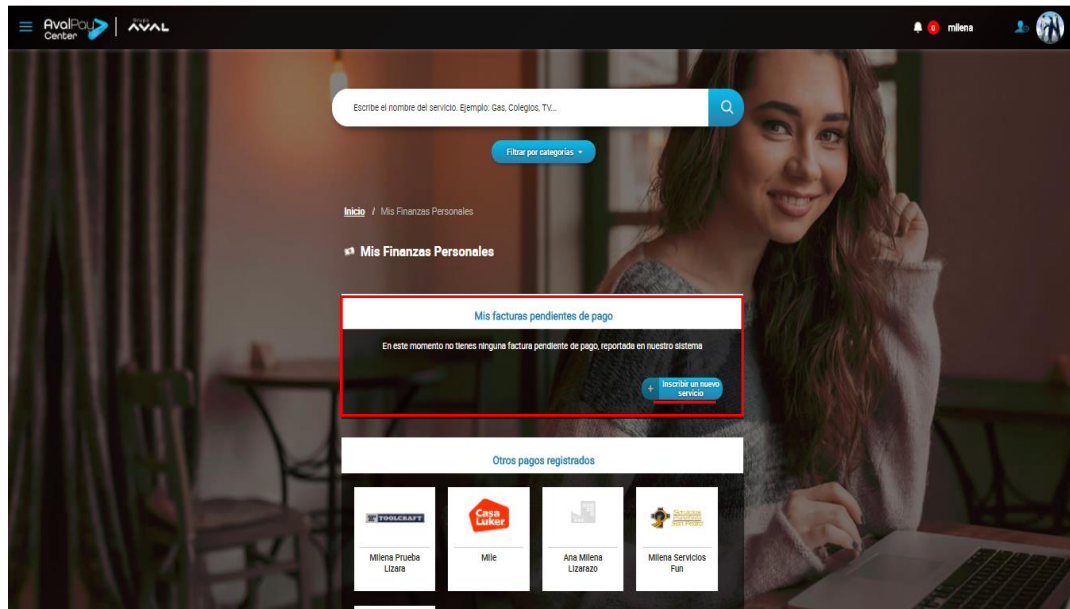 AvalPay
Center
Grupo
AVAL
0
milena
Escribe el nombre del servicio. Ejemplo: Gas, Colegios, TV...
Filtrar por categorías
Inicio / Mis Finanzas Personales
Mis Finanzas Personales
Mis facturas pendientes de pago
En este momento no tienes ninguna factura pendiente de pago, reportada en nuestro sistema
+ Inscribir un nuevo
servicio
Otros pagos registrados
TOOLCRAFT
Casa
Luker
Milena Prueba
Lizara
Mile
Ana Milena
Lizarazo
Milena Servicios
Fun